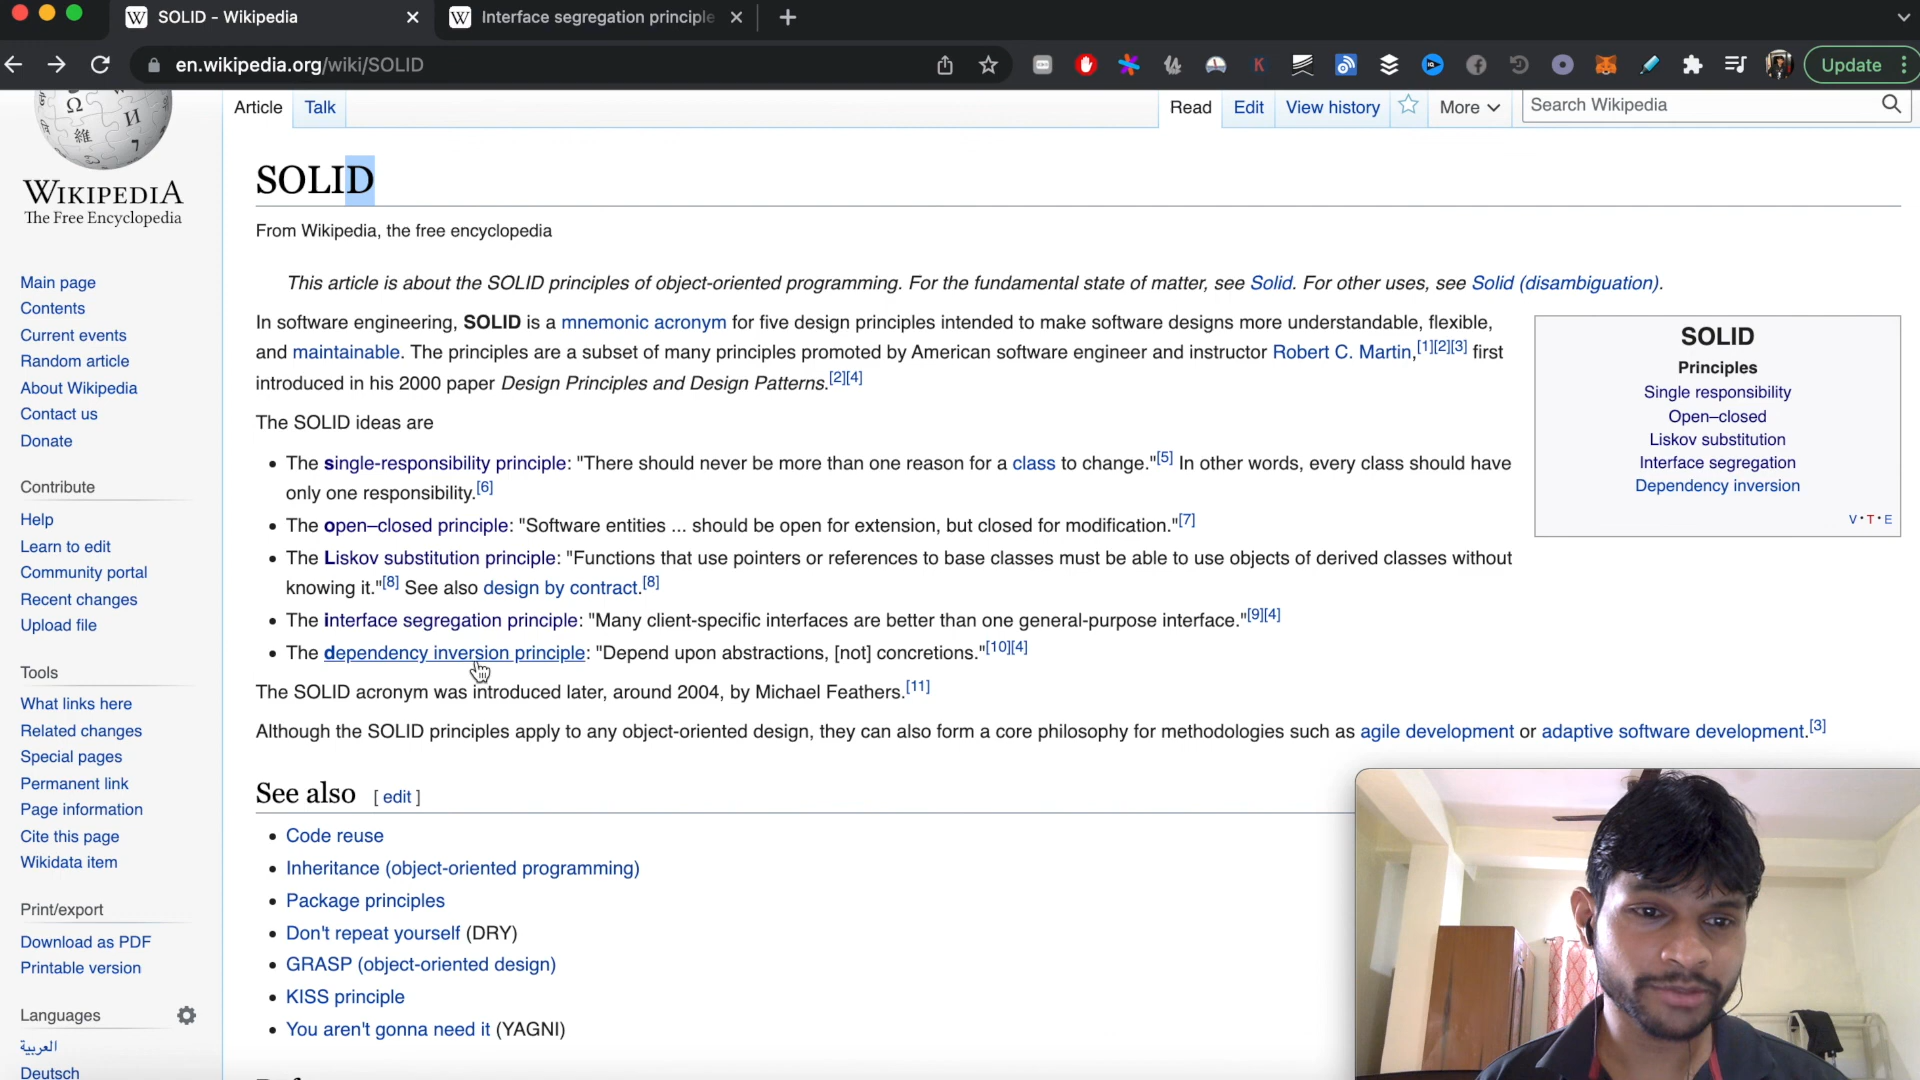 SOLID - Wikipedia
Interface segregation principle
en.wikipedia.org/wiki/SOLID
Update
WIKIPEDIA
The Free Encyclopedia
Main page
Contents
Current events
Random article
About Wikipedia
Contact us
Donate
Contribute
Help
Learn to edit
Community portal
Recent changes
Upload file
Tools
What links here
Related changes
Special pages
Permanent link
Page information
Cite this page
Wikidata item
Print/export
Download as PDF
Printable version
Languages
العربية
Deutsch
Article Talk
Read Edit View history More Search Wikipedia
SOLID
From Wikipedia, the free encyclopedia
This article is about the SOLID principles of object-oriented programming. For the fundamental state of matter, see Solid. For other uses, see Solid (disambiguation).
In software engineering, SOLID is a mnemonic acronym for five design principles intended to make software designs more understandable, flexible,
and maintainable. The principles are a subset of many principles promoted by American software engineer and instructor Robert C. Martin,[1][2][3] first
introduced in his 2000 paper Design Principles and Design Patterns.[2][4]
The SOLID ideas are
• The single-responsibility principle: "There should never be more than one reason for a class to change."[5] In other words, every class should have
only one responsibility.[6]
• The open–closed principle: "Software entities ... should be open for extension, but closed for modification."[7]
• The Liskov substitution principle: "Functions that use pointers or references to base classes must be able to use objects of derived classes without
knowing it."[8] See also design by contract.[8]
• The interface segregation principle: "Many client-specific interfaces are better than one general-purpose interface."[9][4]
• The dependency inversion principle: "Depend upon abstractions, [not] concretions."[10][4]
The SOLID acronym was introduced later, around 2004, by Michael Feathers.[11]
Although the SOLID principles apply to any object-oriented design, they can also form a core philosophy for methodologies such as agile development or adaptive software development.[3]
SOLID
Principles
Single responsibility
Open–closed
Liskov substitution
Interface segregation
Dependency inversion
V·T·E
See also [ edit ]
• Code reuse
• Inheritance (object-oriented programming)
• Package principles
• Don't repeat yourself (DRY)
• GRASP (object-oriented design)
• KISS principle
• You aren't gonna need it (YAGNI)